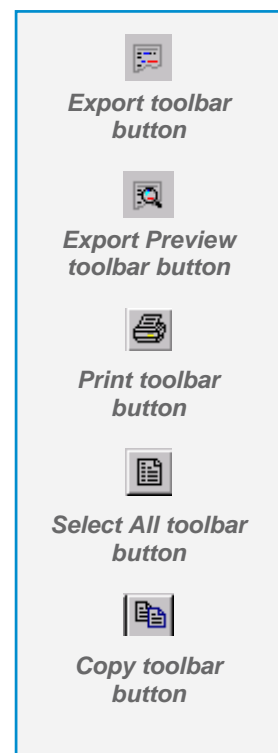 Export toolbar
button
Export Preview
toolbar button
Print toolbar
button
Select All toolbar
button
Copy toolbar
button